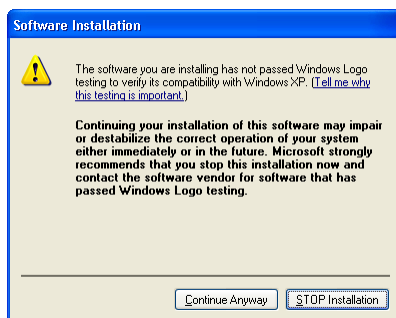 Software Installation
The software you are installing has not passed Windows Logo
testing to verify its compatibility with Windows XP. (Tell me why
this testing is important.)
Continuing your installation of this software may impair
or destabilize the correct operation of your system
either immediately or in the future. Microsoft strongly
recommends that you stop this installation now and
contact the software vendor for software that has
passed Windows Logo testing.
Continue Anyway
STOP Installation